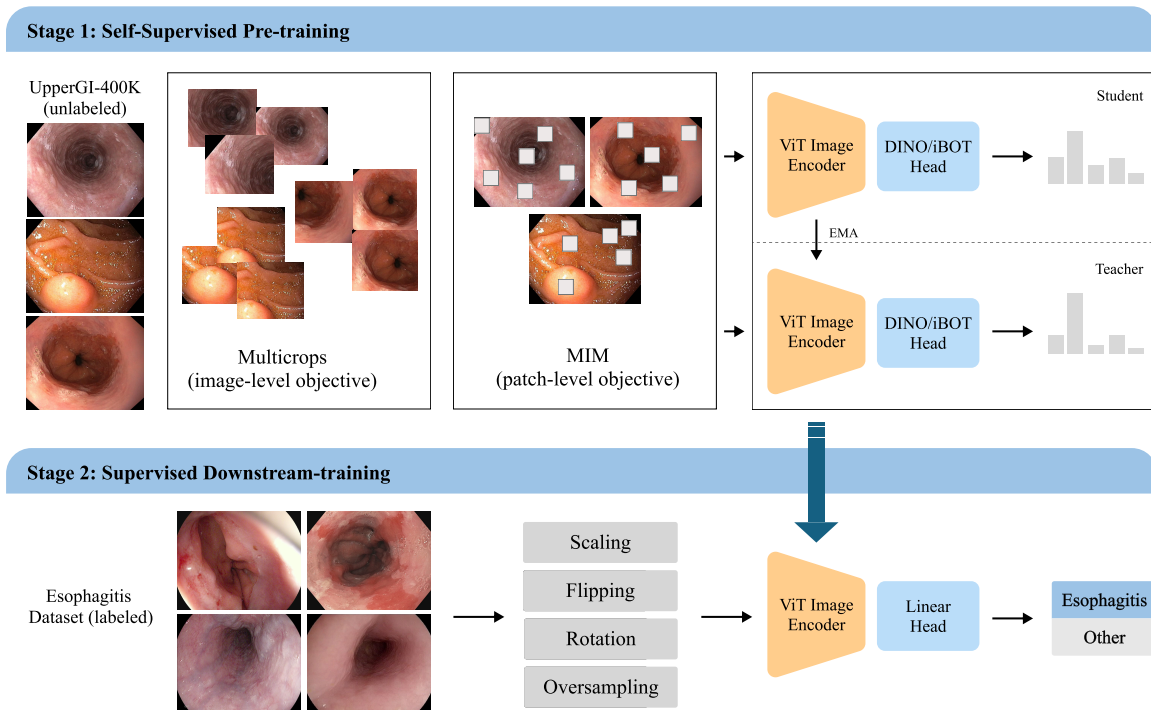 Stage 1: Self-Supervised Pre-training
UpperGI-400K
(unlabeled)
Multicrops
(image-level objective)
MIM
(patch-level objective)
ViT Image
Encoder
DINO/iBOT
Head
Student
EMA
ViT Image
Encoder
DINO/iBOT
Head
Teacher
Stage 2: Supervised Downstream-training
Esophagitis
Dataset (labeled)
Scaling
Flipping
Rotation
Oversampling
ViT Image
Encoder
Linear
Head
Esophagitis
Other